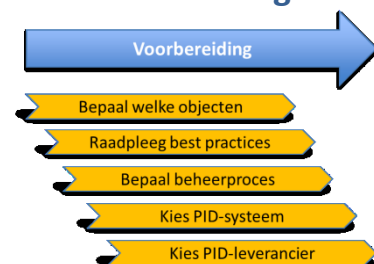 Voorbereiding
Bepaal welke objecten
Raadpleeg best practices
Bepaal beheerproces
Kies PID-systeem
Kies PID-leverancier